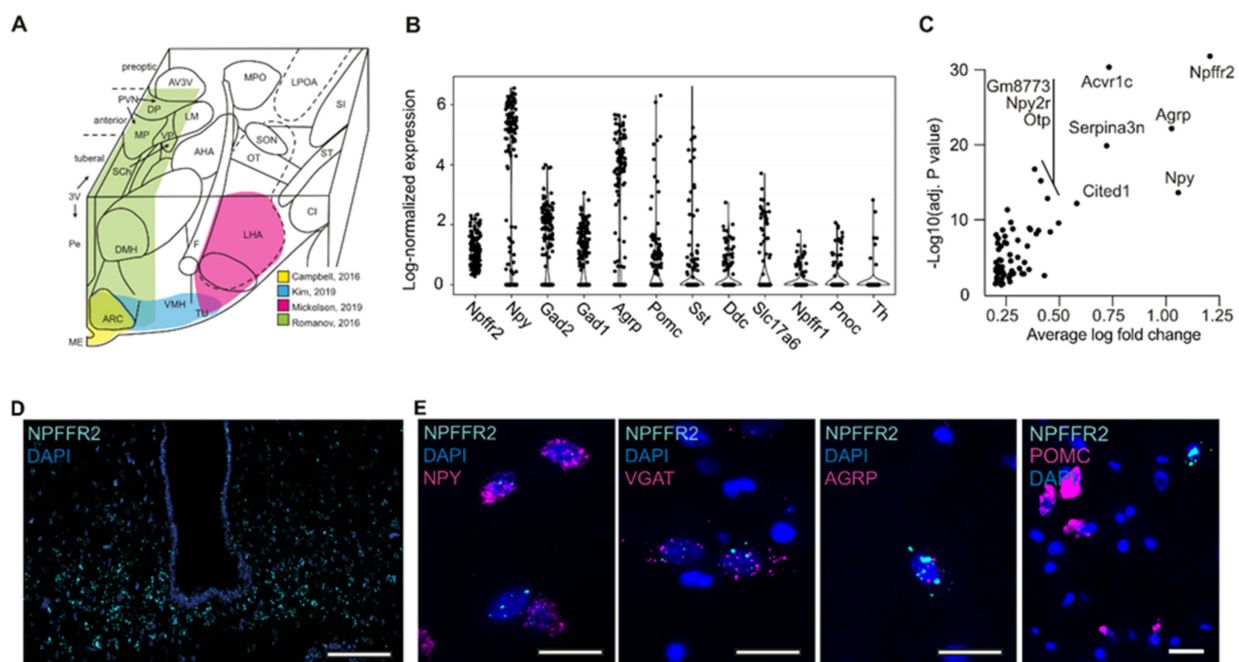 A
preoptic
AV3V
MPO
LPOA
PVN
DP
LM
SI
anterior
MP
VP
SON
ST
AHA
OT
tuberal
SCh
3V
CI
Pe
DMH
F
LHA
VMH
TU
ARC
ME
Campbell, 2016
Kim, 2019
Mickelson, 2019
Romanov, 2016
B
Log-normalized expression
6
4
2
0
Npffr2
Npy
Gad2
Gad1
Agrp
Pomc
Sst
Ddc
Slc17a6
Npffr1
Pnoc
Th
C
-Log10(adj. P value)
30
20
10
0
Gm8773
Npy2r
Otp
Acvr1c
Npffr2
Serpina3n
Agrp
Cited1
Npy
0.25 0.50 0.75 1.00 1.25
Average log fold change
D
NPFFR2
DAPI
E
NPFFR2
DAPI
NPY
NPFFR2
DAPI
VGAT
NPFFR2
DAPI
AGRP
NPFFR2
POMC
DAPI